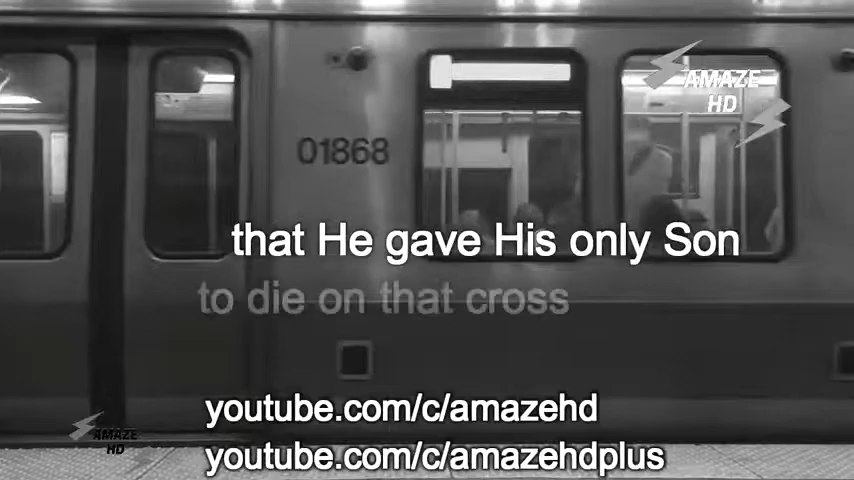 AMAZE
HD
01868
that He gave His only Son
to die on that cross
youtube.com/c/amazehd
AMAZE
HD
youtube.com/c/amazehdplus